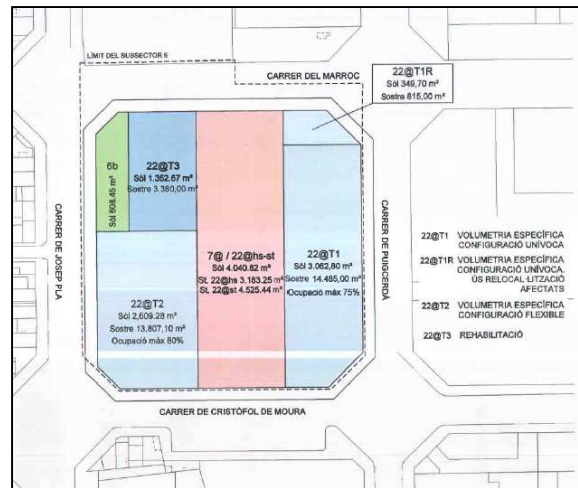 LÍMIT DEL SUBSECTOR 6
CARRER DEL MARROC
22@T1R
Sòl 349,70 m²
Sostre 815,00 m²
6b
Sòl 608.45 m²
22@T3
Sòl 1.352.67 m²
Sostre 3.380,00 m²
7@ / 22@hs-st
Sòl 4.040.82 m²
St. 22@hs 3.183.25 m²
St. 22@st 4.525.44 m²
22@T1
Sòl 3.062,80 m²
Sostre 14.485,00 m²
Ocupació màx 75%
22@T2
Sòl 2,609.28 m²
Sostre 13.807,10 m²
Ocupació màx 80%
CARRER DE JOSEP PLA
CARRER DE PUIGCERDÀ
CARRER DE CRISTÒFOL DE MOURA
22@T1 VOLUMETRIA ESPECÍFICA
CONFIGURACIÓ UNÍVOCA
22@T1R VOLUMETRIA ESPECÍFICA
CONFIGURACIÓ UNÍVOCA.
ÚS RELOCAL·LITZACIÓ
AFECTATS
22@T2 VOLUMETRIA ESPECÍFICA
CONFIGURACIÓ FLEXIBLE
22@T3 REHABILITACIÓ